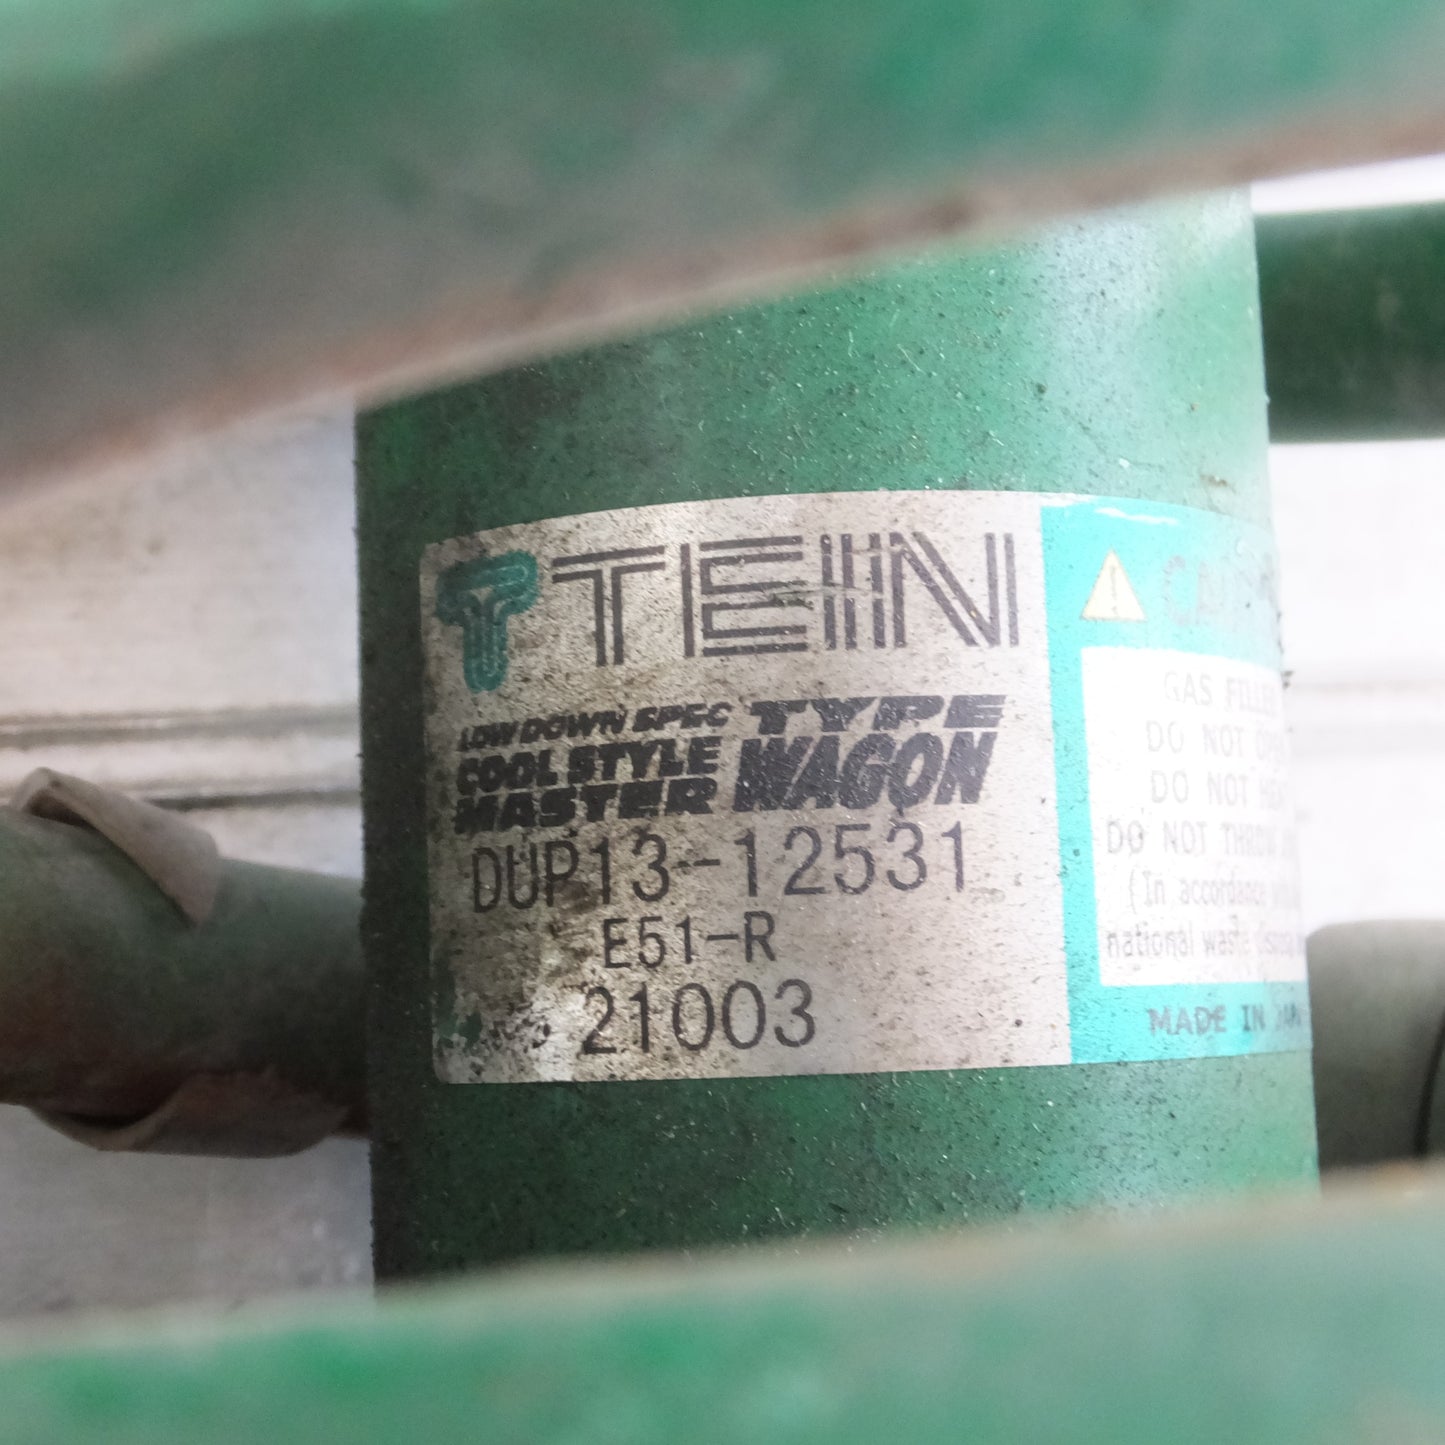 TEIN
LOW DOWN SPEC TYPE
COOL STYLE WAGON
MASTER
DUP13-12531
E51-R
21003
GAS FILLE
DO NOT
DO NOT
DO NOT THROW
(In accordance
national waste
MADE IN